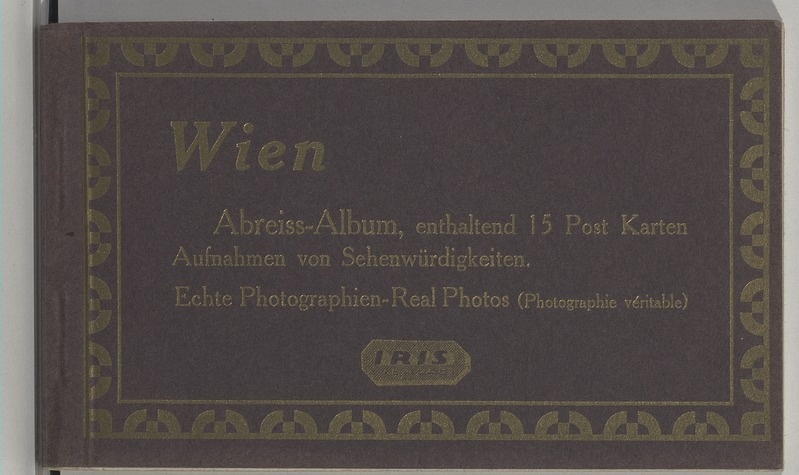 Wien
Abreiss-Album, enthaltend 15 Post Karten
Aufnahmen von Sehenwürdigkeiten.
Echte Photographien-Real Photos (Photographie véritable)
IRIS